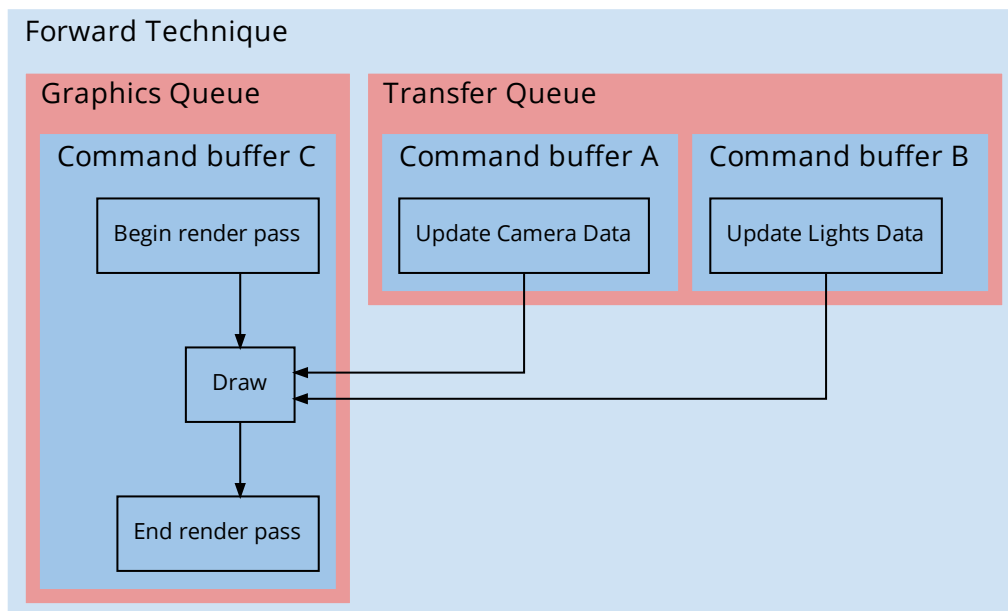 Forward Technique
Graphics Queue
Command buffer C
Begin render pass
Draw
End render pass
Transfer Queue
Command buffer A
Update Camera Data
Command buffer B
Update Lights Data